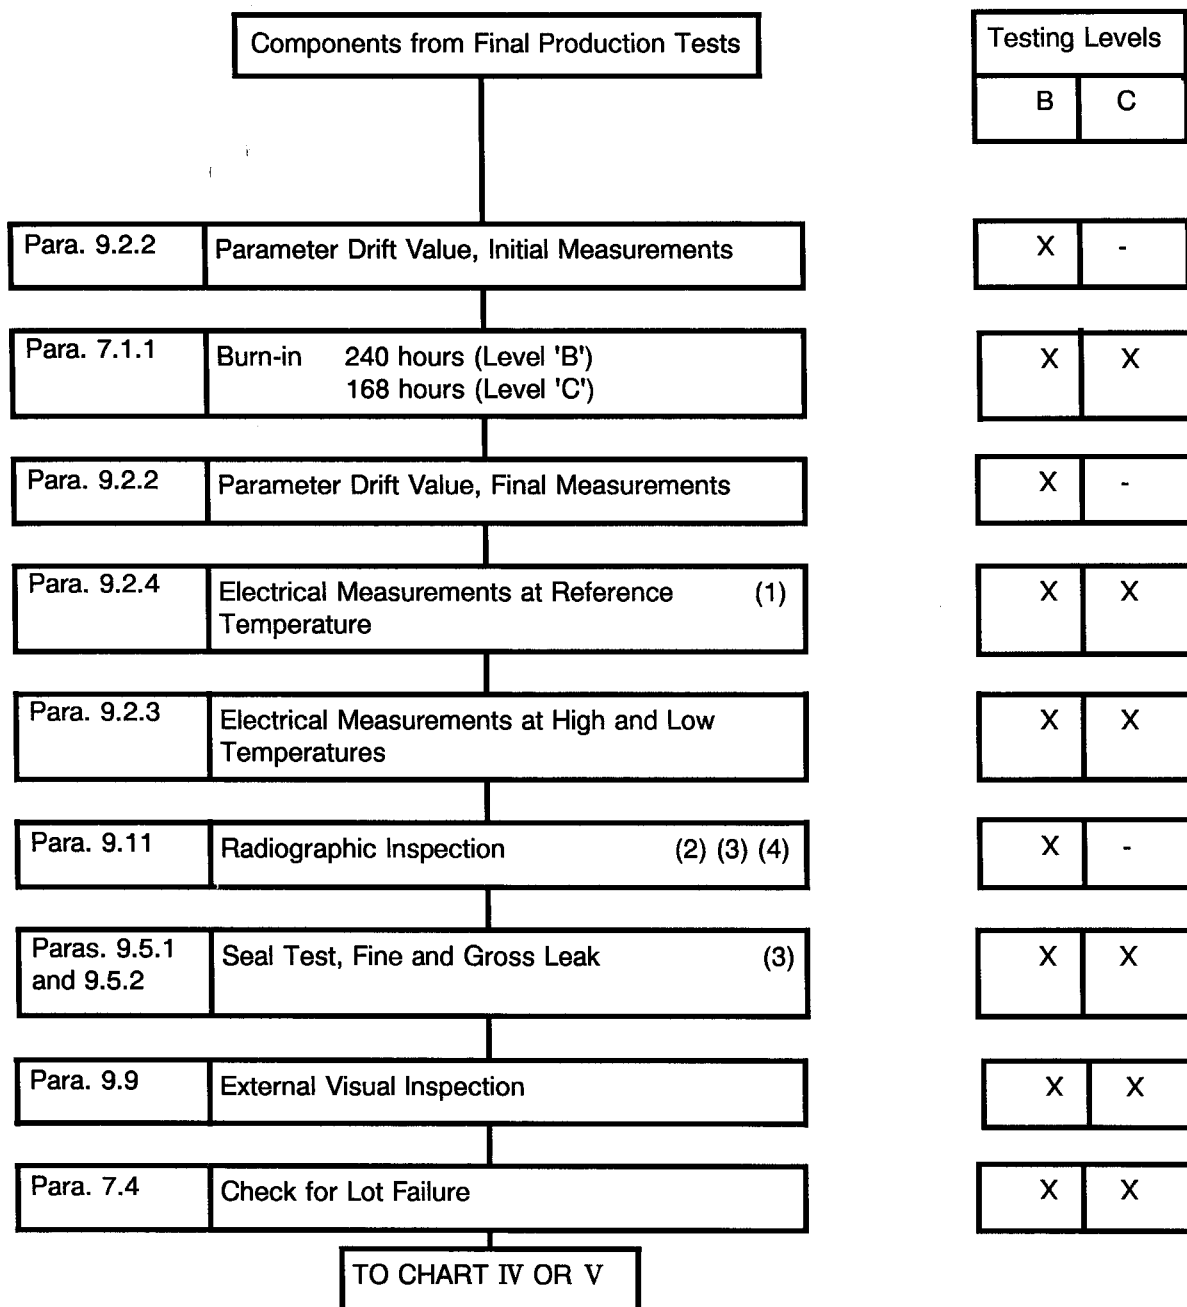 Components from Final Production Tests
Testing Levels
B C
Para. 9.2.2 Parameter Drift Value, Initial Measurements X -
Para. 7.1.1 Burn-in 240 hours (Level 'B') X X
168 hours (Level 'C')
Para. 9.2.2 Parameter Drift Value, Final Measurements X -
Para. 9.2.4 Electrical Measurements at Reference (1) X X
Temperature
Para. 9.2.3 Electrical Measurements at High and Low X X
Temperatures
Para. 9.11 Radiographic Inspection (2) (3) (4) X -
Paras. 9.5.1 Seal Test, Fine and Gross Leak (3) X X
and 9.5.2
Para. 9.9 External Visual Inspection X X
Para. 7.4 Check for Lot Failure X X
TO CHART IV OR V